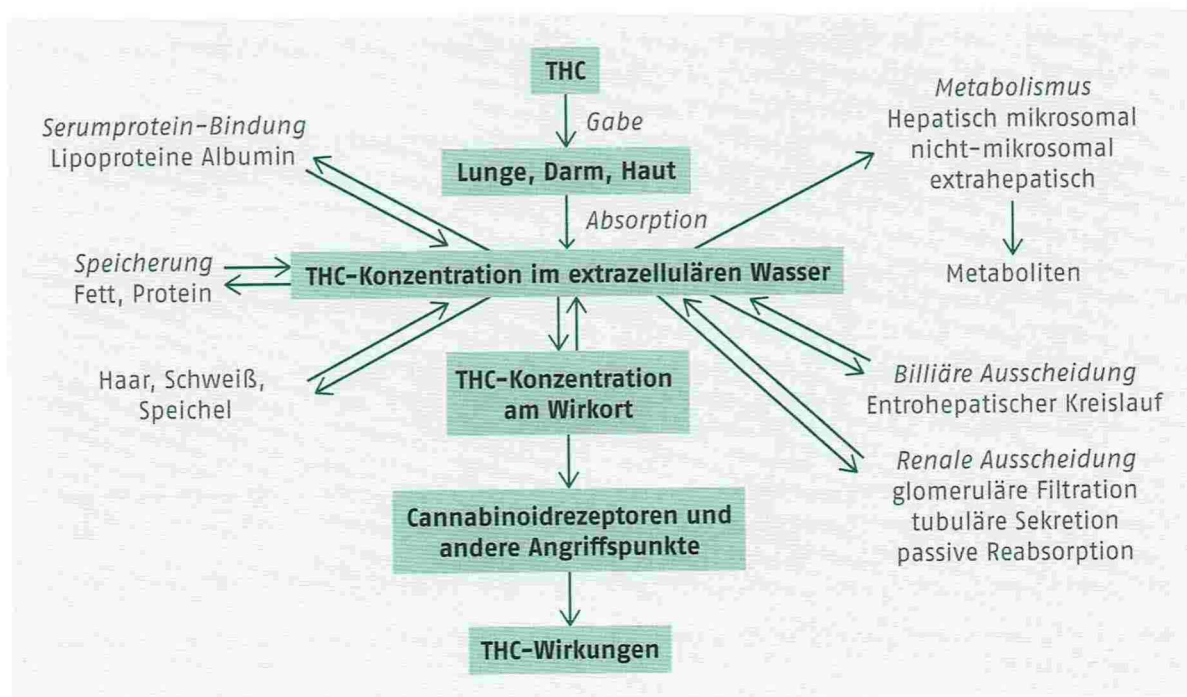 THC
Gabe
Lunge, Darm, Haut
Absorption
THC-Konzentration im extrazellulären Wasser
Serumprotein-Bindung
Lipoproteine Albumin
Speicherung
Fett, Protein
Haar, Schweiß,
Speichel
Metabolismus
Hepatisch mikrosomal
nicht-mikrosomal
extrahepatisch
Metaboliten
THC-Konzentration
am Wirkort
Billiäre Ausscheidung
Entrohepatischer Kreislauf
Renale Ausscheidung
glomeruläre Filtration
tubuläre Sekretion
passive Reabsorption
Cannabinoidrezeptoren und
andere Angriffspunkte
THC-Wirkungen